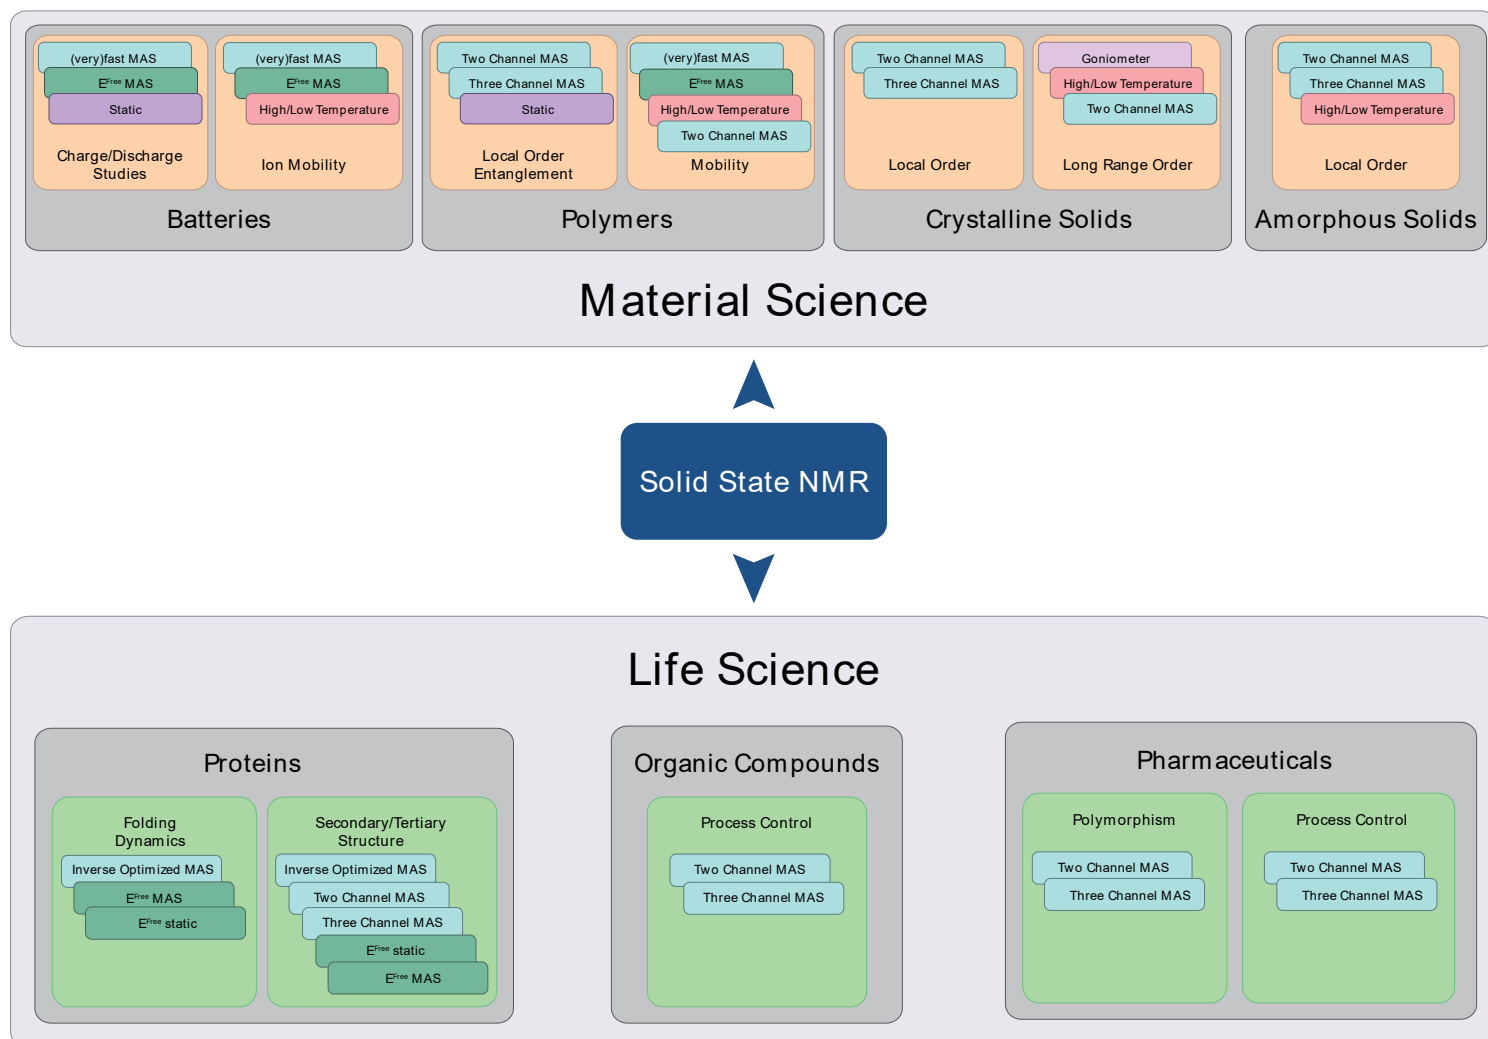 (very)fast MAS
EFree MAS
Static
Charge/Discharge
Studies
(very)fast MAS
EFree MAS
High/Low Temperature
Ion Mobility
Batteries
Two Channel MAS
Three Channel MAS
Static
Local Order
Entanglement
(very)fast MAS
EFree MAS
High/Low Temperature
Two Channel MAS
Mobility
Polymers
Two Channel MAS
Three Channel MAS
Local Order
Goniometer
High/Low Temperature
Two Channel MAS
Long Range Order
Crystalline Solids
Two Channel MAS
Three Channel MAS
High/Low Temperature
Local Order
Amorphous Solids
Material Science
Solid State NMR
Life Science
Proteins
Folding
Dynamics
Inverse Optimized MAS
EFree MAS
EFree static
Secondary/Tertiary
Structure
Inverse Optimized MAS
Two Channel MAS
Three Channel MAS
EFree static
EFree MAS
Organic Compounds
Process Control
Two Channel MAS
Three Channel MAS
Pharmaceuticals
Polymorphism
Two Channel MAS
Three Channel MAS
Process Control
Two Channel MAS
Three Channel MAS